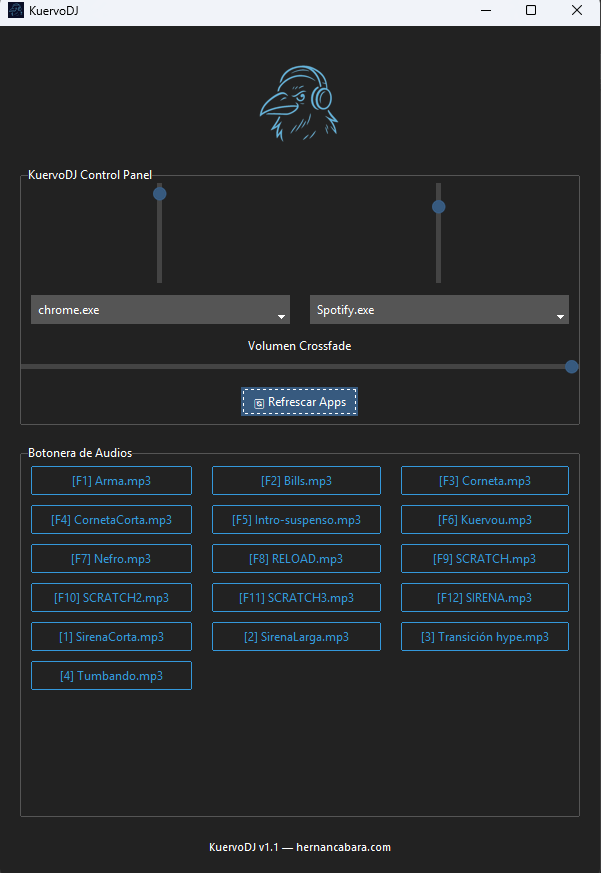 KuervoDJ
KuervoDJ Control Panel
chrome.exe Spotify.exe
Volumen Crossfade
Refrescar Apps
Botonera de Audios
[F1] Arma.mp3 [F2] Bills.mp3 [F3] Corneta.mp3
[F4] CornetaCorta.mp3 [F5] Intro-suspenso.mp3 [F6] Kuervou.mp3
[F7] Nefro.mp3 [F8] RELOAD.mp3 [F9] SCRATCH.mp3
[F10] SCRATCH2.mp3 [F11] SCRATCH3.mp3 [F12] SIRENA.mp3
[1] SirenaCorta.mp3 [2] SirenaLarga.mp3 [3] Transición hype.mp3
[4] Tumbando.mp3
KuervoDJ v1.1 — hernancabara.com